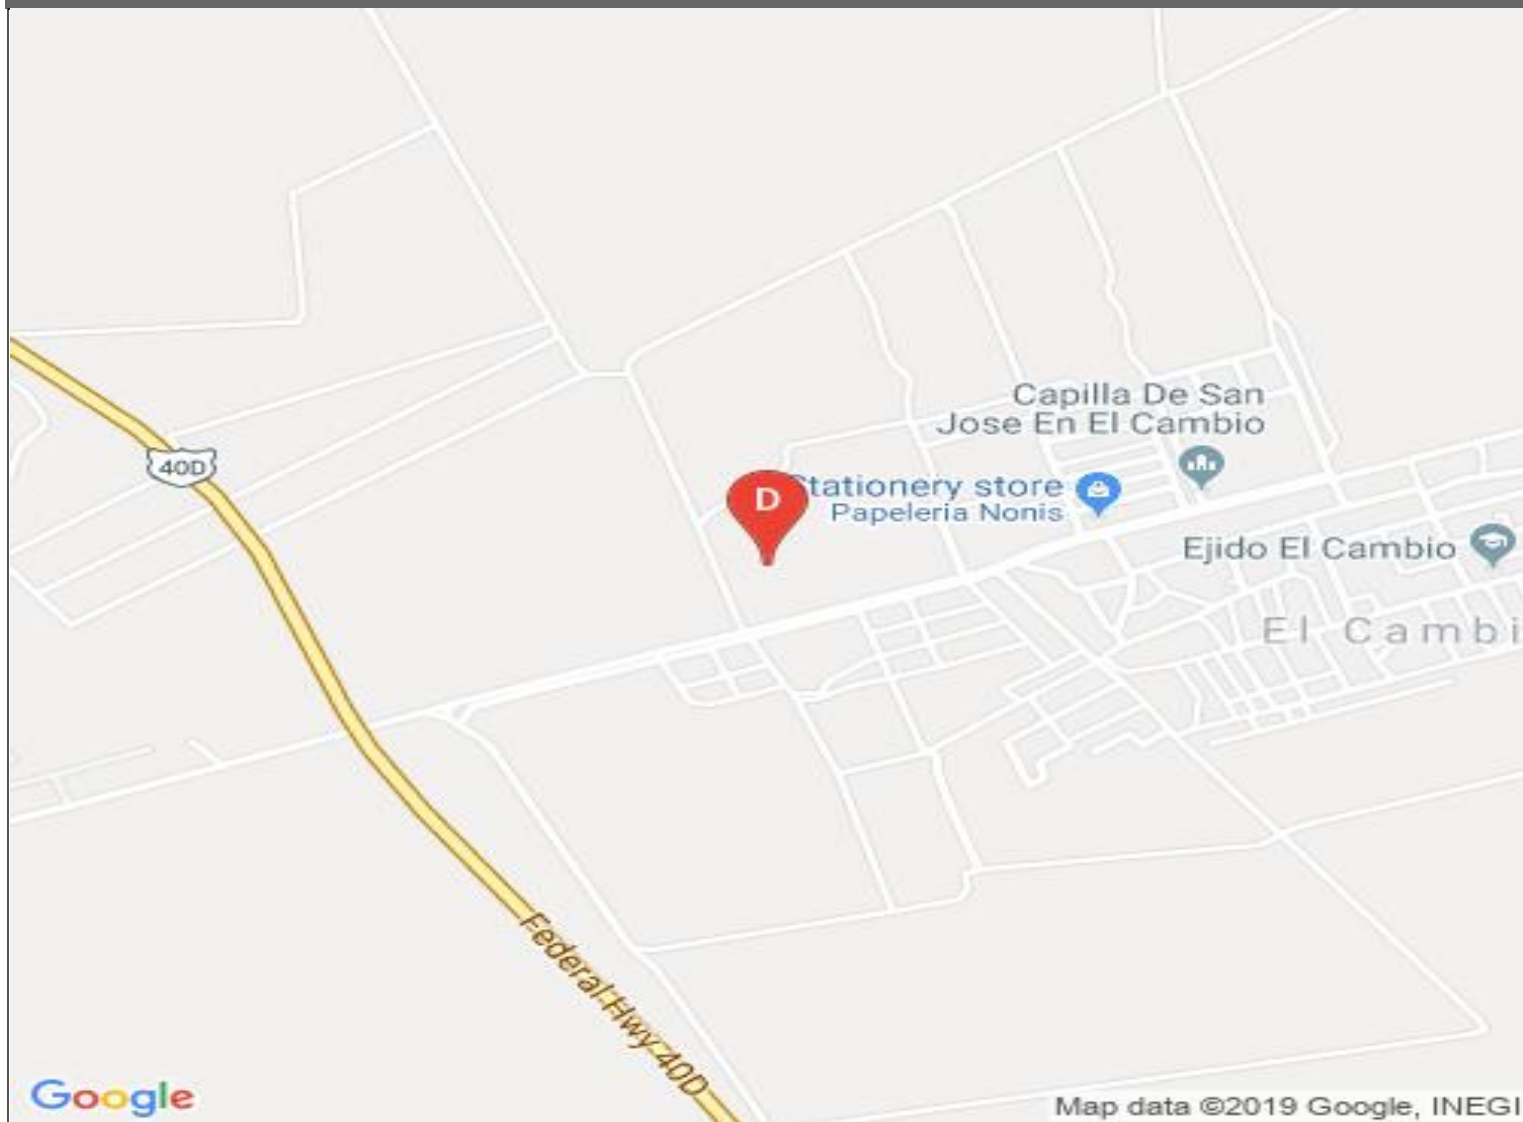 Capilla De San
Jose En El Cambio
40D
D
tationery store
Papeleria Nonis
Ejido El Cambio
El Cambi
Federal Hwy 40D
Google
Map data ©2019 Google, INEGI